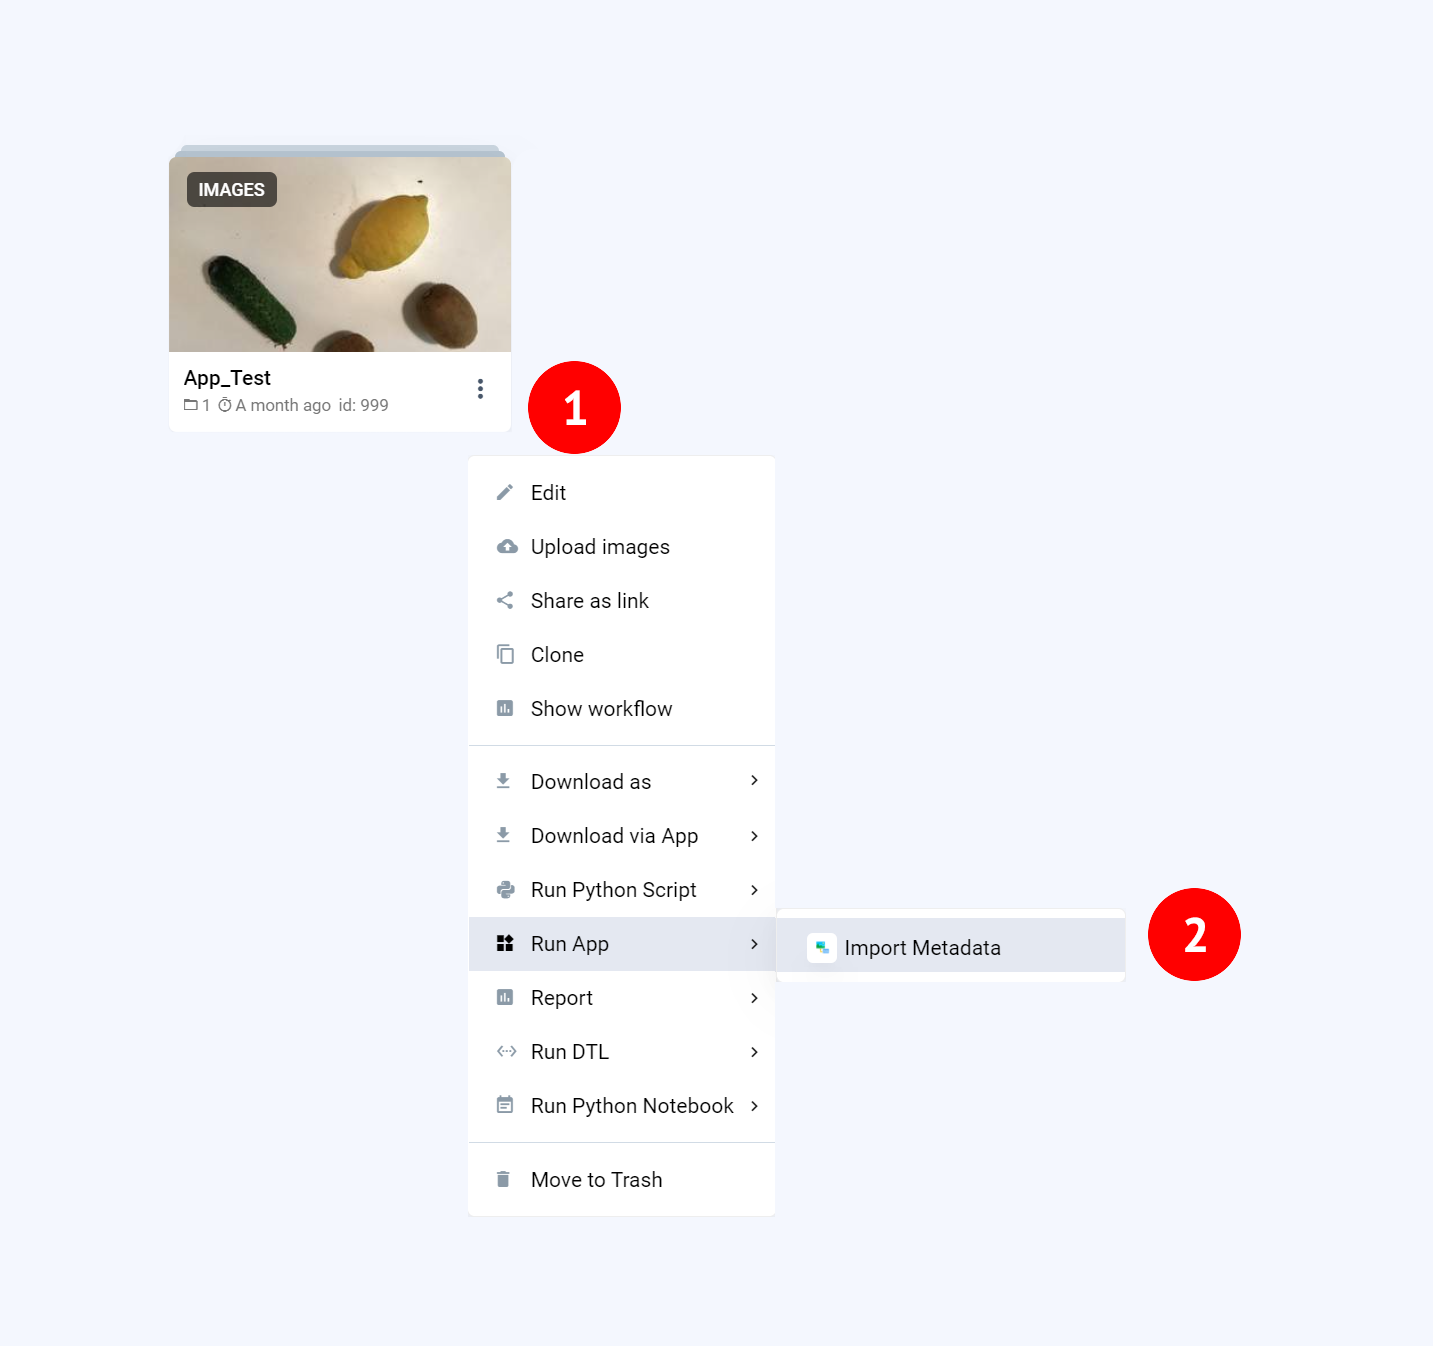 IMAGES
App_Test
1 A month ago id: 999
1
Edit
Upload images
Share as link
Clone
Show workflow
Download as
Download via App
Run Python Script
Run App
Import Metadata
2
Report
Run DTL
Run Python Notebook
Move to Trash